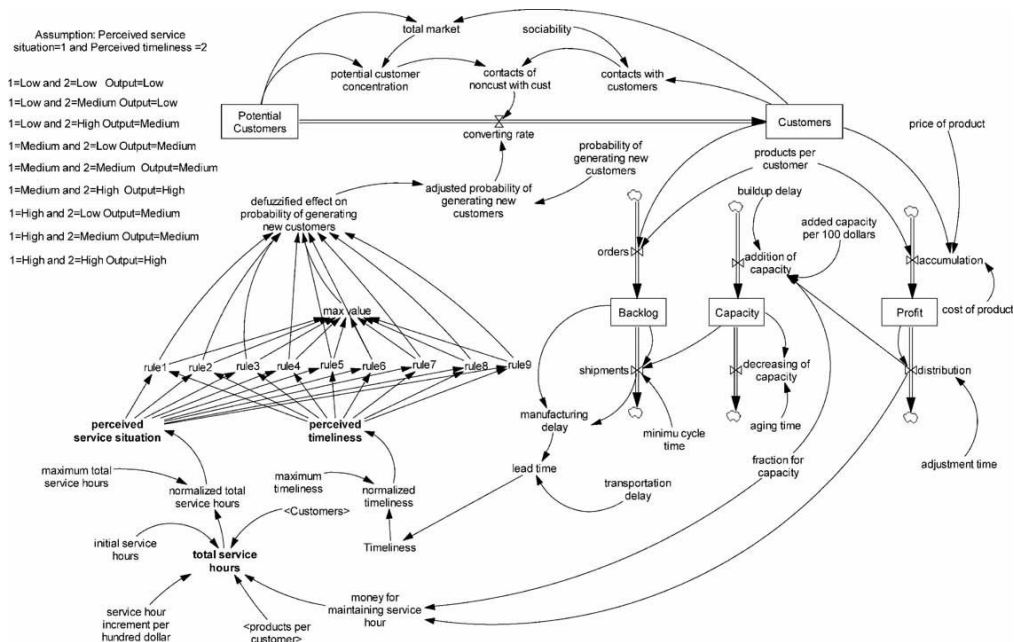 Assumption: Perceived service
situation=1 and Perceived timeliness =2
1=Low and 2=Low Output=Low
1=Low and 2=Medium Output=Low
1=Low and 2=High Output=Medium
1=Medium and 2=Low Output=Medium
1=Medium and 2=Medium Output=Medium
1=Medium and 2=High Output=High
1=High and 2=Low Output=Medium
1=High and 2=Medium Output=Medium
1=High and 2=High Output=High
total market
sociability
potential customer
concentration
contacts of
noncust with cust
contacts with
customers
Potential
Customers
converting rate
Customers
price of product
probability of
generating new
customers
products per
customer
adjusted probability of
generating new
customers
defuzzified effect on
probability of generating
new customers
buildup delay
added capacity
per 100 dollars
orders
addition of
capacity
accumulation
max value
Backlog
Capacity
Profit
cost of product
rule1
rule2
rule3
rule4
rule5
rule6
rule7
rule8
rule9
shipments
decreasing of
capacity
distribution
perceived
service situation
perceived
timeliness
manufacturing
delay
minimu cycle
time
aging time
maximum total
service hours
normalized total
service hours
maximum
timeliness
normalized
timeliness
lead time
transportation
delay
fraction for
capacity
adjustment time
<Customers>
initial service
hours
total service
hours
Timeliness
service hour
increment per
hundred dollar
<products per
customer>
money for
maintaining service
hour